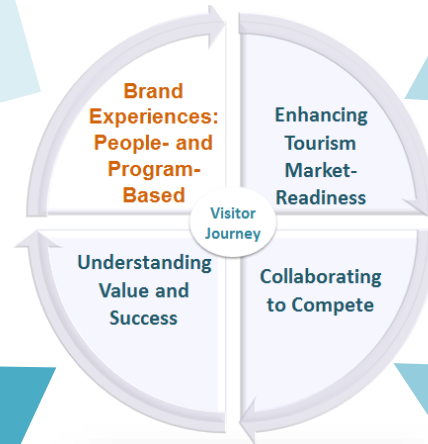 Brand
Experiences:
People- and
Program-
Based
Enhancing
Tourism
Market-
Readiness
Visitor
Journey
Understanding
Value and
Success
Collaborating
to Compete